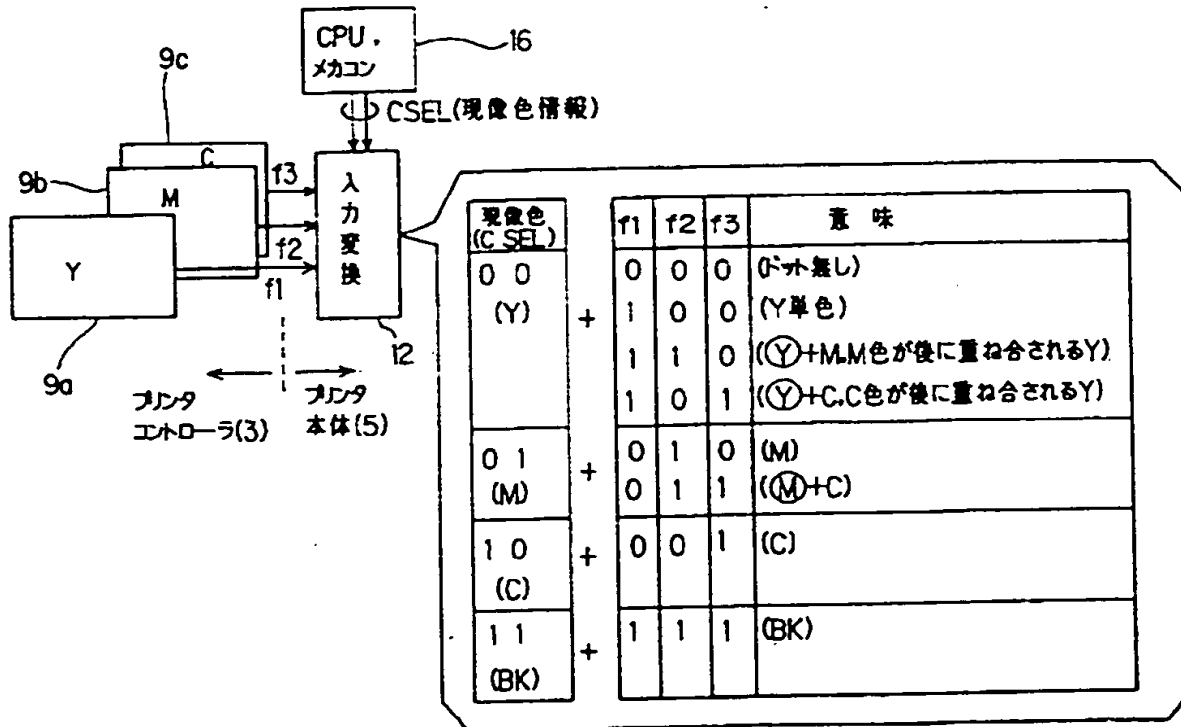 CPU,
メカコン
16
CSEL(現像色情報)
9c
C
9b
M
Y
9a
f3
f2
f1
入力変換
12
プリンタ
コントローラ(3)
プリンタ
本体(5)
現像色
(C SEL)
f1 f2 f3 意味
0 0
(Y)
+
0 0 0 (ドット無し)
1 0 0 (Y単色)
1 1 0 (Ⓨ+M.M色が後に重ね合されるY)
1 0 1 (Ⓨ+C,C色が後に重ね合されるY)
0 1
(M)
+
0 1 0 (M)
0 1 1 (Ⓜ+C)
1 0
(C)
+
0 0 1 (C)
1 1
(BK)
+
1 1 1 (BK)